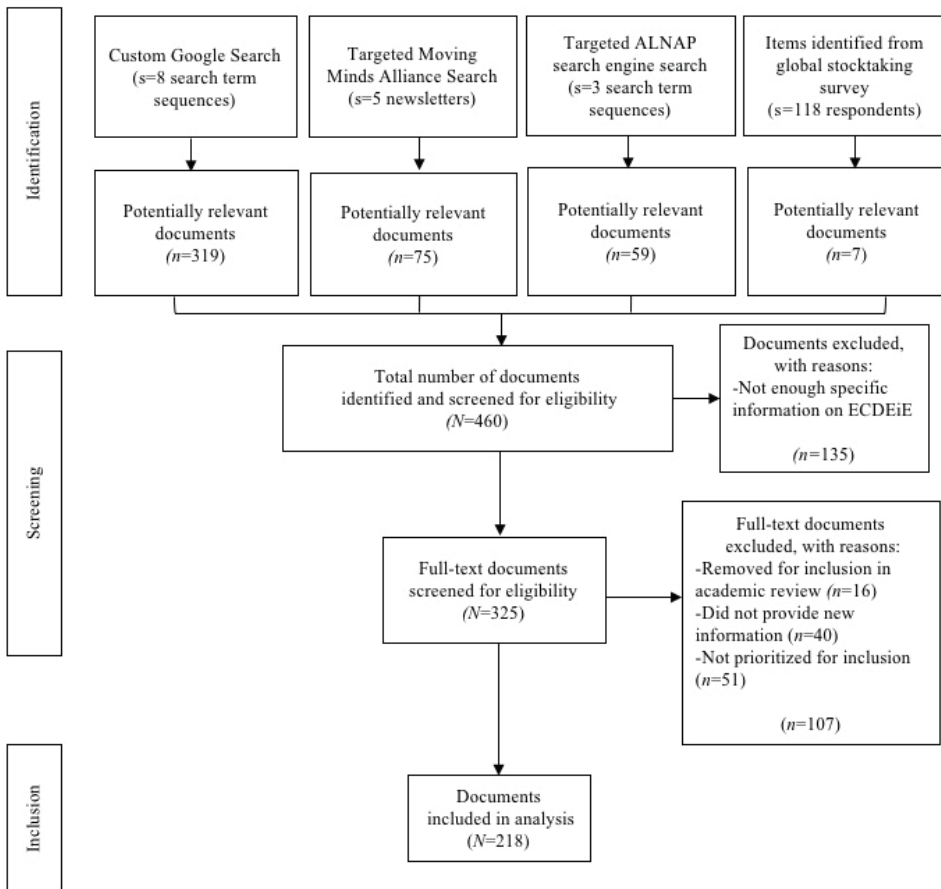 Identification
Custom Google Search
(s=8 search term
sequences)
Targeted Moving
Minds Alliance Search
(s=5 newsletters)
Targeted ALNAP
search engine search
(s=3 search term
sequences)
Items identified from
global stocktaking
survey
(s=118 respondents)
Potentially relevant
documents
(n=319)
Potentially relevant
documents
(n=75)
Potentially relevant
documents
(n=59)
Potentially relevant
documents
(n=7)
Screening
Total number of documents
identified and screened for eligibility
(N=460)
Documents excluded,
with reasons:
-Not enough specific
information on ECDEiE
(n=135)
Full-text documents
screened for eligibility
(N=325)
Full-text documents
excluded, with reasons:
-Removed for inclusion in
academic review (n=16)
-Did not provide new
information (n=40)
-Not prioritized for inclusion
(n=51)
(n=107)
Inclusion
Documents
included in analysis
(N=218)